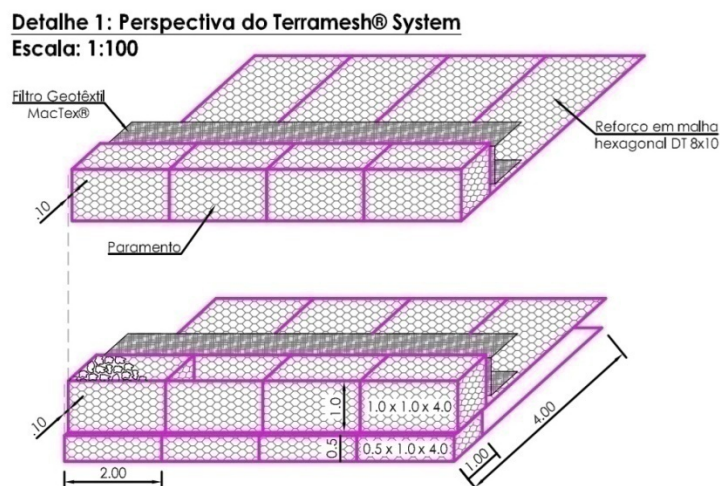 Detalhe 1: Perspectiva do Terramesh® System
Escala: 1:100
Filtro Geotêxtil
MacTex®
Reforço em malha
hexagonal DT 8x10
.10
Paramento
.10
1.0
1.0 x 1.0 x 4.0
0.5
0.5 x 1.0 x 4.0
4.00
1.00
2.00